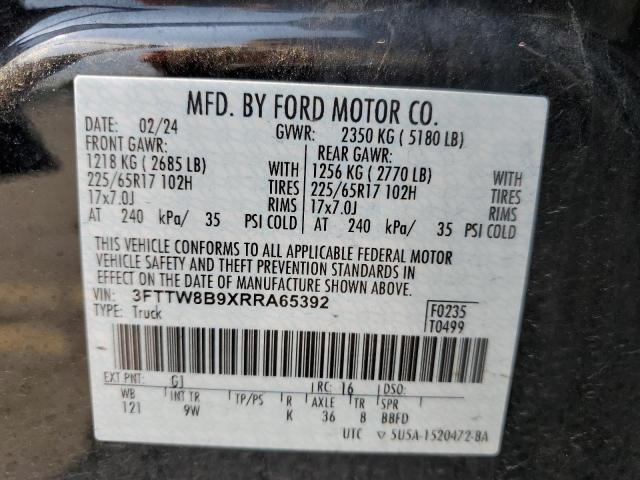 MFD. BY FORD MOTOR CO.
DATE: 02/24 GVWR: 2350 KG ( 5180 LB)
FRONT GAWR: REAR GAWR:
1218 KG ( 2685 LB) WITH 1256 KG ( 2770 LB) WITH
225/65R17 102H TIRES 225/65R17 102H TIRES
17x7.0J RIMS 17x7.0J RIMS
AT 240 kPa/ 35 PSI COLD AT 240 kPa/ 35 PSI COLD
THIS VEHICLE CONFORMS TO ALL APPLICABLE FEDERAL MOTOR
VEHICLE SAFETY AND THEFT PREVENTION STANDARDS IN
EFFECT ON THE DATE OF MANUFACTURE SHOWN ABOVE.
VIN: 3FTTW8B9XRRA65392 F0235
TYPE: Truck T0499
EXT PNT: G1 RC: 16 DSO:
WB INT TR TP/PS R AXLE TR SPR
121 9W K 36 8 BBFD
UTC ▽ 5U5A-1520472-BA